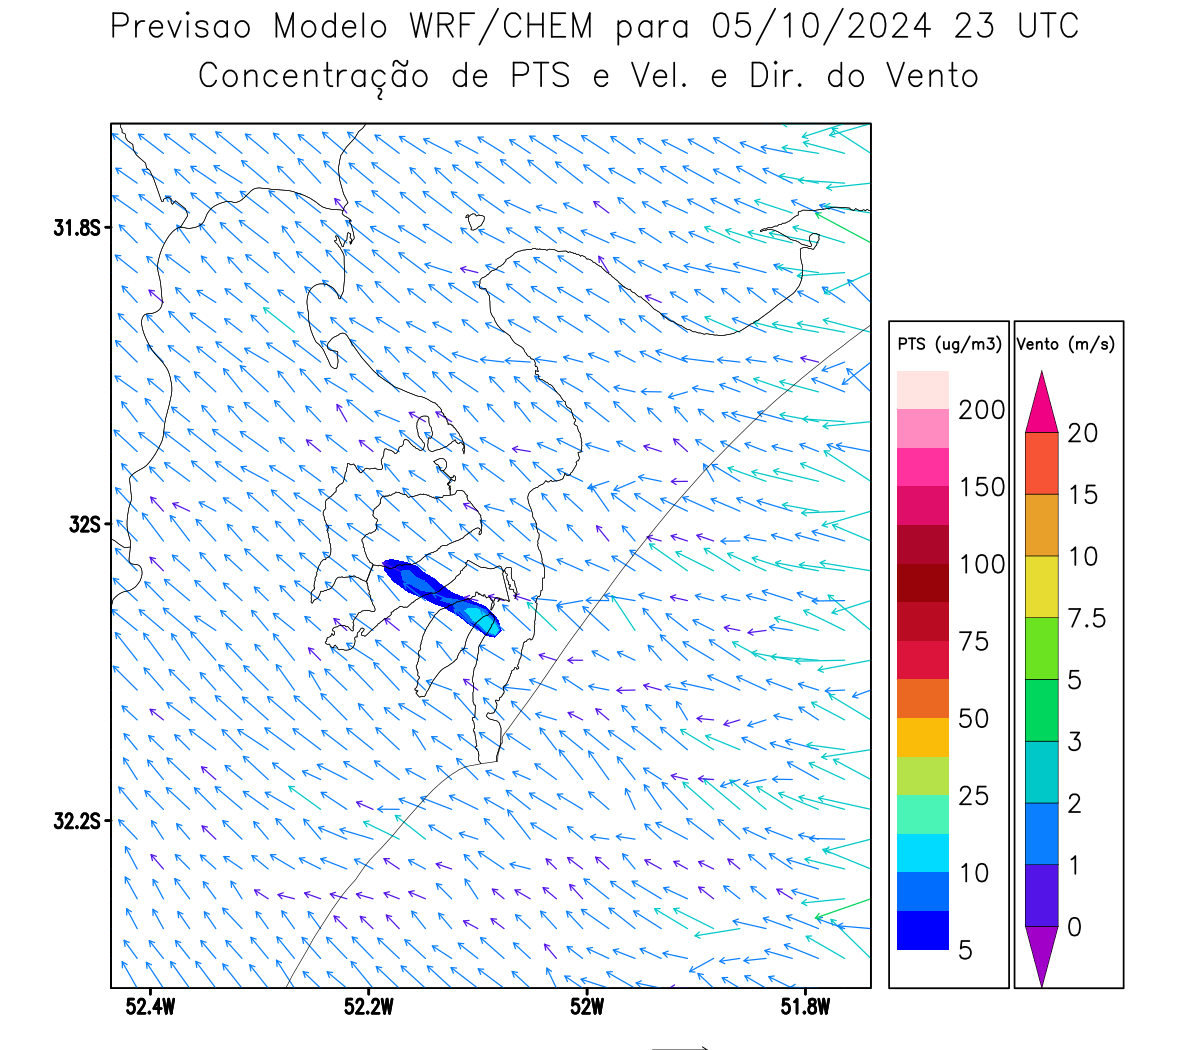 Previsao Modelo WRF/CHEM para 05/10/2024 23 UTC
Concentração de PTS e Vel. e Dir. do Vento
31.8S
32S
32.2S
52.4W 52.2W 52W 51.8W
PTS (ug/m3)
200
150
100
75
50
25
10
5
Vento (m/s)
20
15
10
7.5
5
3
2
1
0